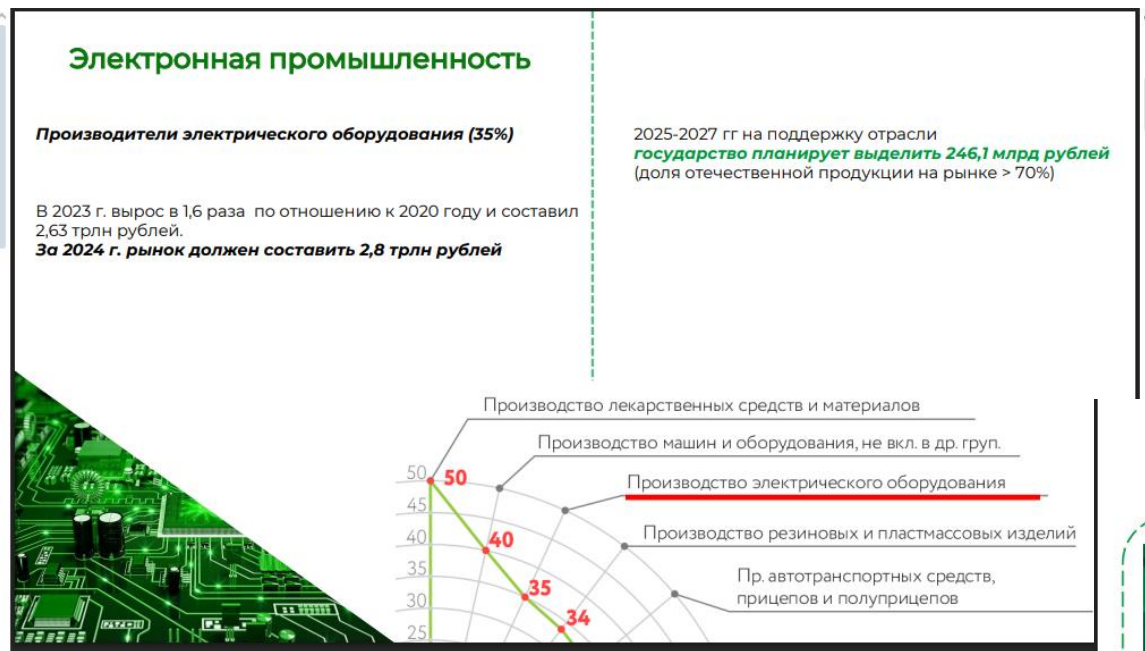 Электронная промышленность
Производители электрического оборудования (35%)
В 2023 г. вырос в 1,6 раза по отношению к 2020 году и составил
2,63 трлн рублей.
За 2024 г. рынок должен составить 2,8 трлн рублей
2025-2027 гг на поддержку отрасли
государство планирует выделить 246,1 млрд рублей
(доля отечественной продукции на рынке > 70%)
Производство лекарственных средств и материалов
Производство машин и оборудования, не вкл. в др. груп.
Производство электрического оборудования
Производство резиновых и пластмассовых изделий
Пр. автотранспортных средств,
прицепов и полуприцепов
50 50
45
40 40
35 35
30 34
25